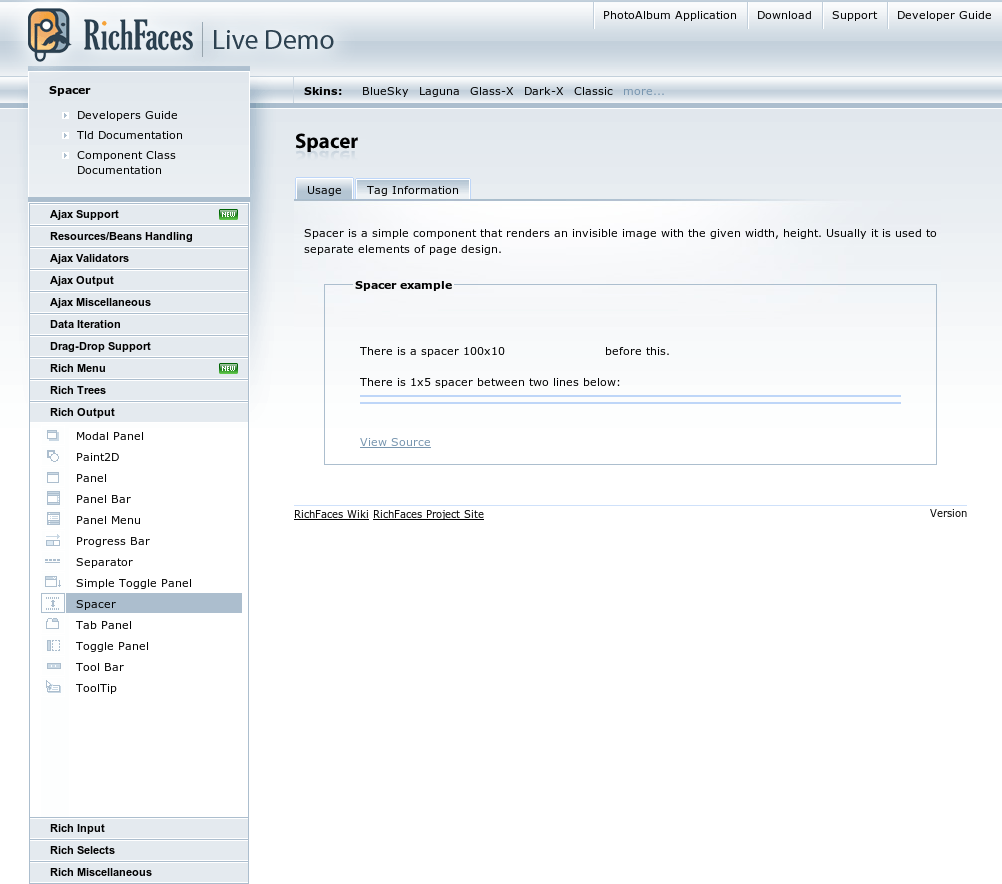 RichFaces Live Demo
PhotoAlbum Application Download Support Developer Guide
Skins: BlueSky Laguna Glass-X Dark-X Classic more...
Spacer
Developers Guide
Tld Documentation
Component Class
Documentation
Ajax Support NEW
Resources/Beans Handling
Ajax Validators
Ajax Output
Ajax Miscellaneous
Data Iteration
Drag-Drop Support
Rich Menu NEW
Rich Trees
Rich Output
Modal Panel
Paint2D
Panel
Panel Bar
Panel Menu
Progress Bar
Separator
Simple Toggle Panel
Spacer
Tab Panel
Toggle Panel
Tool Bar
ToolTip
Rich Input
Rich Selects
Rich Miscellaneous
Spacer
Usage Tag Information
Spacer is a simple component that renders an invisible image with the given width, height. Usually it is used to
separate elements of page design.
Spacer example
There is a spacer 100x10 before this.
There is 1x5 spacer between two lines below:
View Source
RichFaces Wiki RichFaces Project Site Version